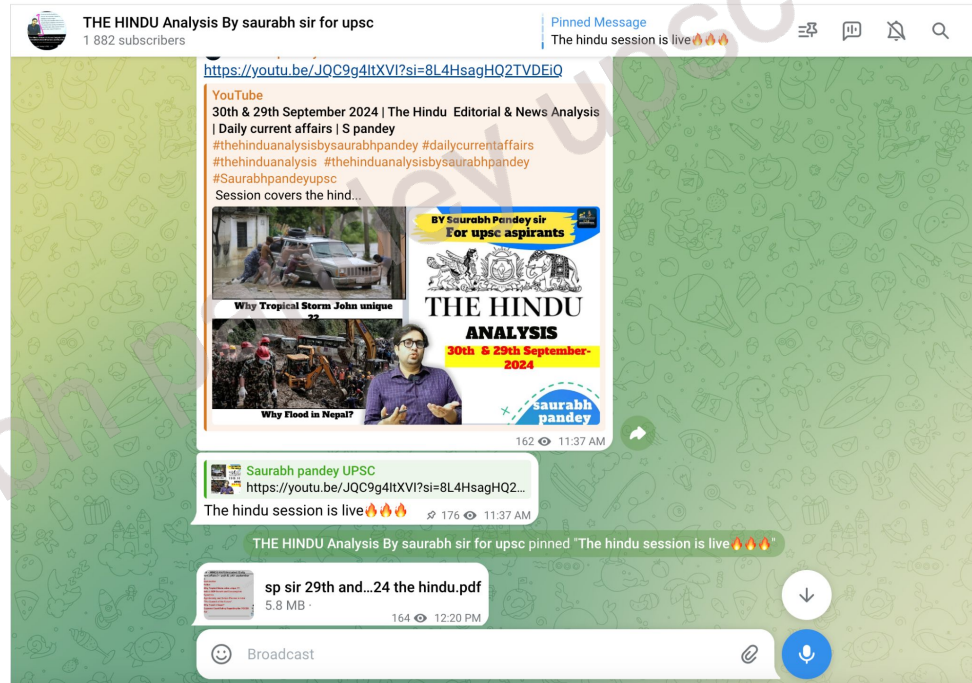 THE HINDU Analysis By saurabh sir for upsc
1 882 subscribers
Pinned Message
The hindu session is live🔥🔥🔥
https://youtu.be/JQC9g4ItXVI?si=8L4HsagHQ2TVDEiQ
YouTube
30th & 29th September 2024 | The Hindu Editorial & News Analysis
| Daily current affairs | S pandey
#thehinduanalysisbysaurabhpandey #dailycurrentaffairs
#thehinduanalysis #thehinduanalysisbysaurabhpandey
#Saurabhpandeyupsc
Session covers the hind...
Why Tropical Storm John unique
??
Why Flood in Nepal?
BY Saurabh Pandey sir
For upsc aspirants
THE HINDU
ANALYSIS
30th & 29th September-
2024
saurabh
pandey
162 11:37 AM
Saurabh pandey UPSC
https://youtu.be/JQC9g4ItXVI?si=8L4HsagHQ2...
The hindu session is live🔥🔥🔥 176 11:37 AM
THE HINDU Analysis By saurabh sir for upsc pinned "The hindu session is live🔥🔥🔥"
sp sir 29th and...24 the hindu.pdf
5.8 MB ·
164 12:20 PM
Broadcast